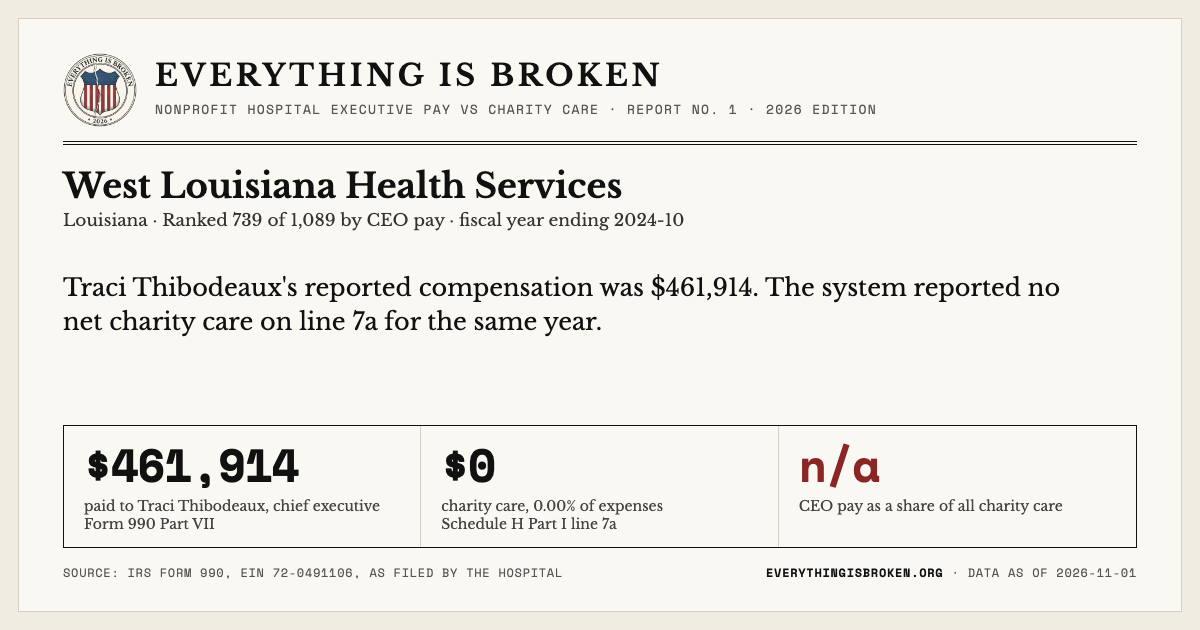 EVERYTHING IS BROKEN
· 2026 ·
EVERYTHING IS BROKEN
NONPROFIT HOSPITAL EXECUTIVE PAY VS CHARITY CARE · REPORT NO. 1 · 2026 EDITION
West Louisiana Health Services
Louisiana · Ranked 739 of 1,089 by CEO pay · fiscal year ending 2024-10
Traci Thibodeaux's reported compensation was $461,914. The system reported no
net charity care on line 7a for the same year.
$461,914
paid to Traci Thibodeaux, chief executive
Form 990 Part VII
$0
charity care, 0.00% of expenses
Schedule H Part I line 7a
n/a
CEO pay as a share of all charity care
SOURCE: IRS FORM 990, EIN 72-0491106, AS FILED BY THE HOSPITAL
EVERYTHINGISBROKEN.ORG · DATA AS OF 2026-11-01